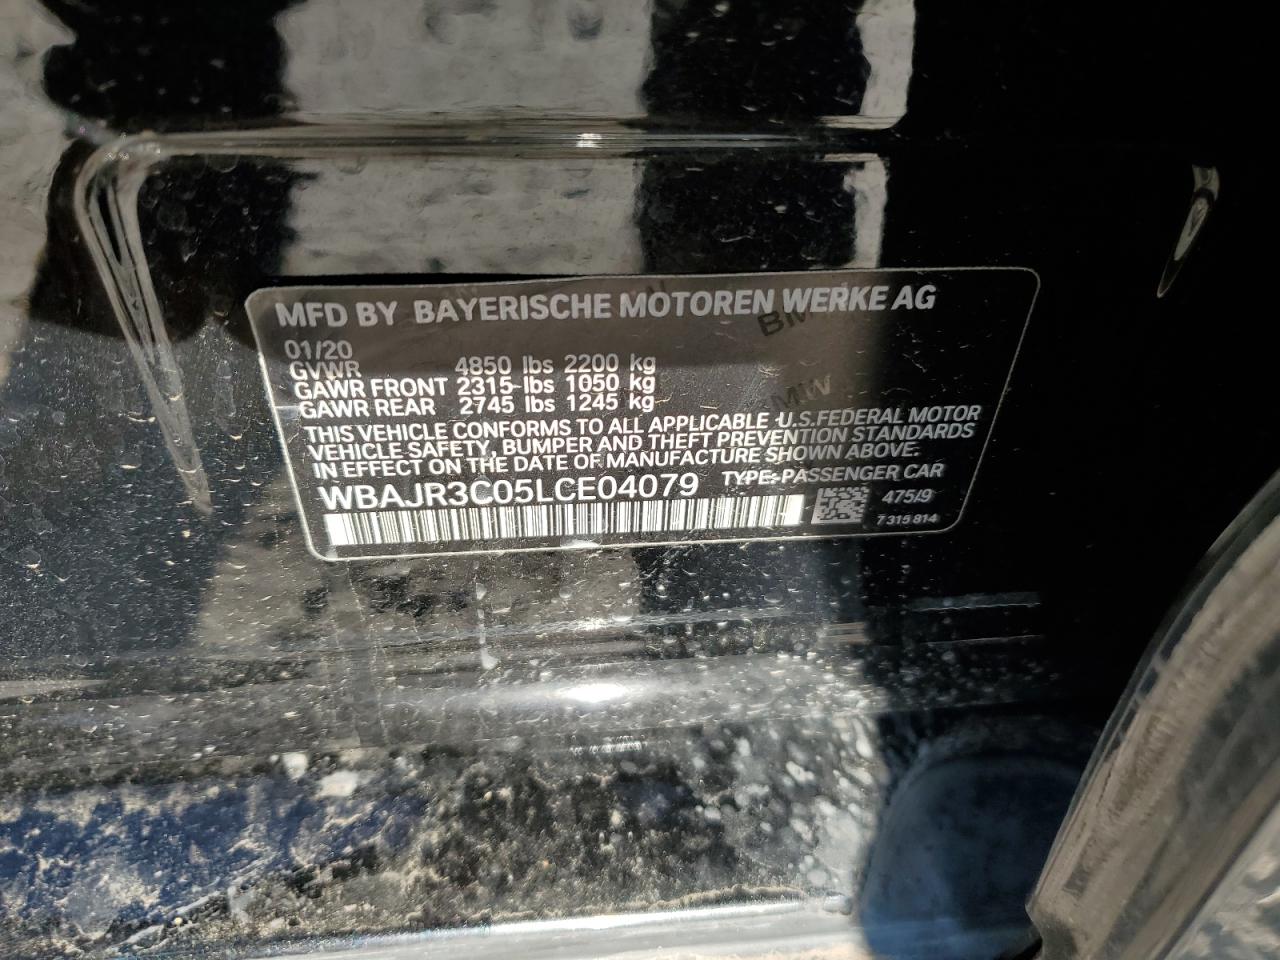 MFD BY BAYERISCHE MOTOREN WERKE AG
01/20
GVWR 4850 lbs 2200 kg
GAWR FRONT 2315 lbs 1050 kg
GAWR REAR 2745 lbs 1245 kg
THIS VEHICLE CONFORMS TO ALL APPLICABLE U.S.FEDERAL MOTOR
VEHICLE SAFETY, BUMPER AND THEFT PREVENTION STANDARDS
IN EFFECT ON THE DATE OF MANUFACTURE SHOWN ABOVE.
WBAJR3C05LCE04079 TYPE:-PASSENGER CAR
475/9
7 315 814